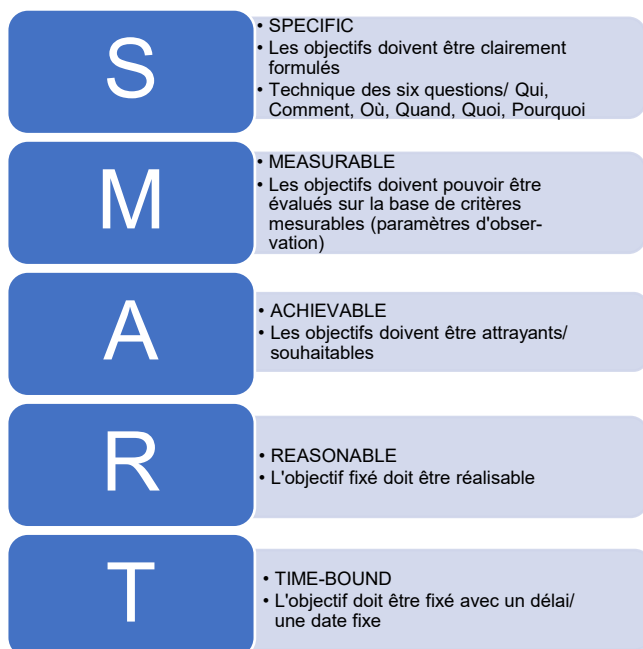 S
• SPECIFIC
• Les objectifs doivent être clairement
formulés
• Technique des six questions/ Qui,
Comment, Où, Quand, Quoi, Pourquoi
M
• MEASURABLE
• Les objectifs doivent pouvoir être
évalués sur la base de critères
mesurables (paramètres d'obser-
vation)
A
• ACHIEVABLE
• Les objectifs doivent être attrayants/
souhaitables
R
• REASONABLE
• L'objectif fixé doit être réalisable
T
• TIME-BOUND
• L'objectif doit être fixé avec un délai/
une date fixe